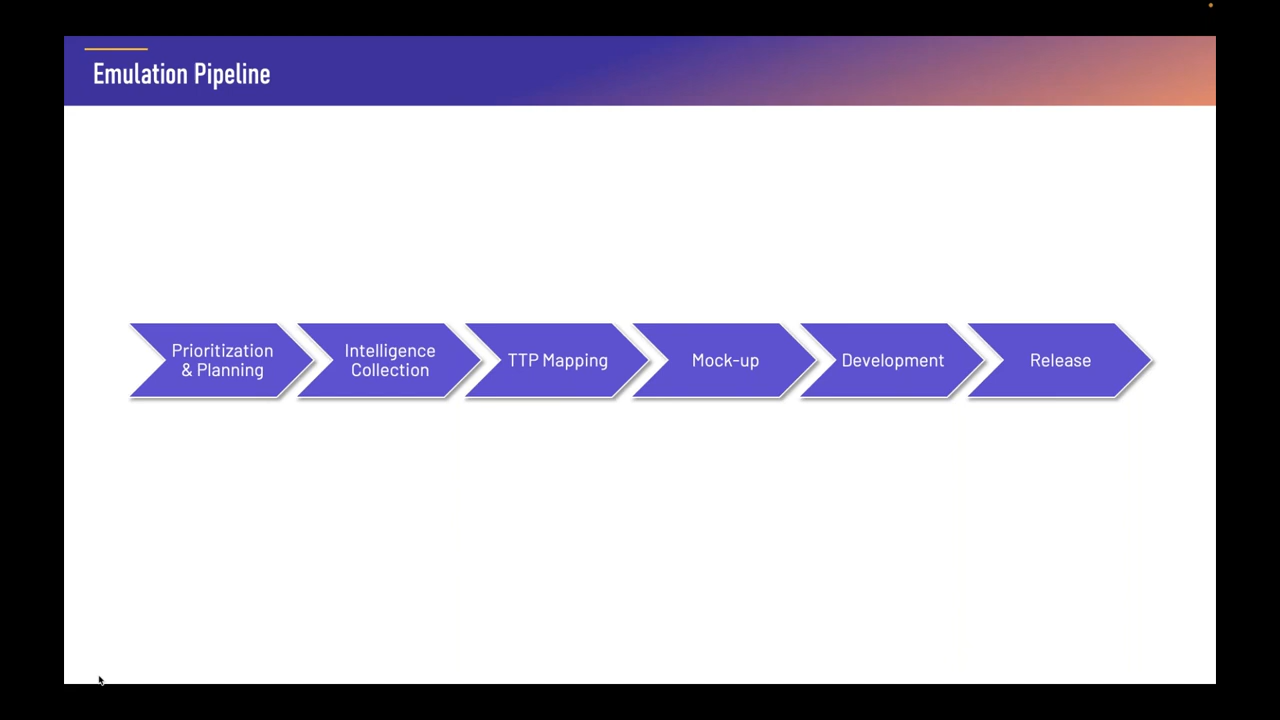 Emulation Pipeline
Prioritization
& Planning
Intelligence
Collection
TTP Mapping
Mock-up
Development
Release